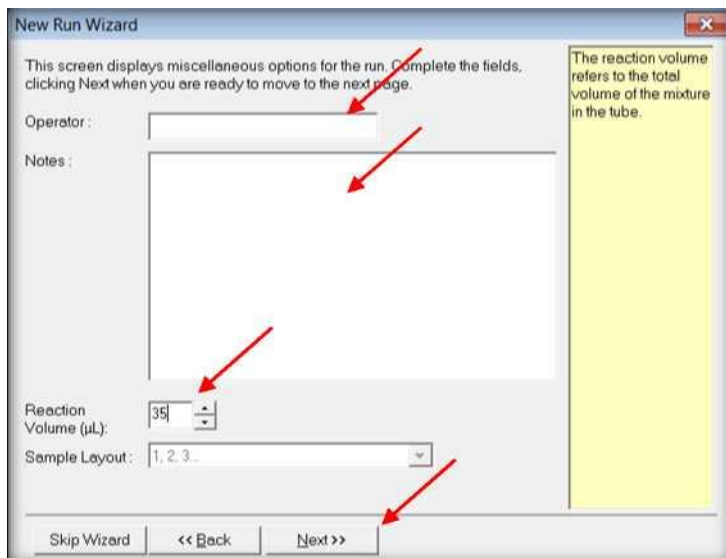 New Run Wizard
This screen displays miscellaneous options for the run. Complete the fields,
clicking Next when you are ready to move to the next page.
Operator :
Notes :
Reaction
Volume (µL):
35
Sample Layout :
1, 2, 3...
Skip Wizard
<< Back
Next >>
The reaction volume
refers to the total
volume of the mixture
in the tube.